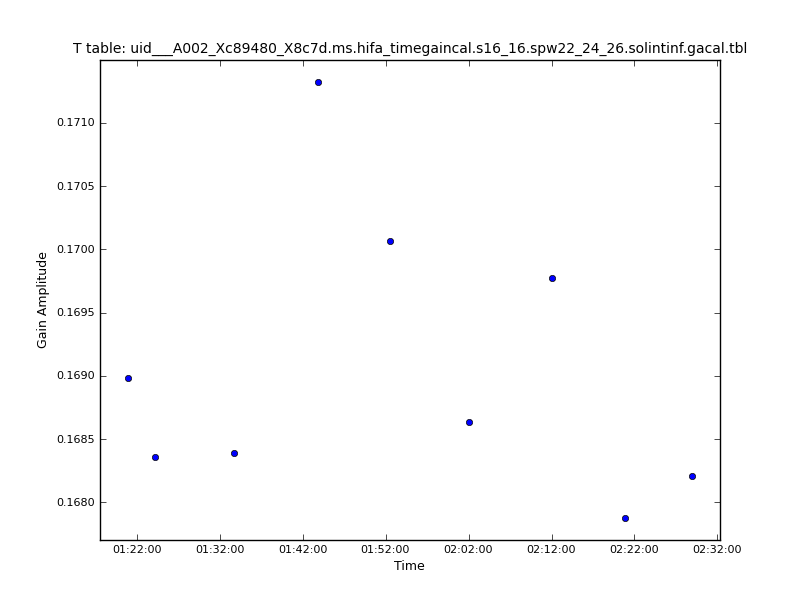 T table: uid___A002_Xc89480_X8c7d.ms.hifa_timegaincal.s16_16.spw22_24_26.solintinf.gacal.tbl
0.1710
0.1705
0.1700
0.1695
0.1690
0.1685
0.1680
Gain Amplitude
01:22:00 01:32:00 01:42:00 01:52:00 02:02:00 02:12:00 02:22:00 02:32:00
Time